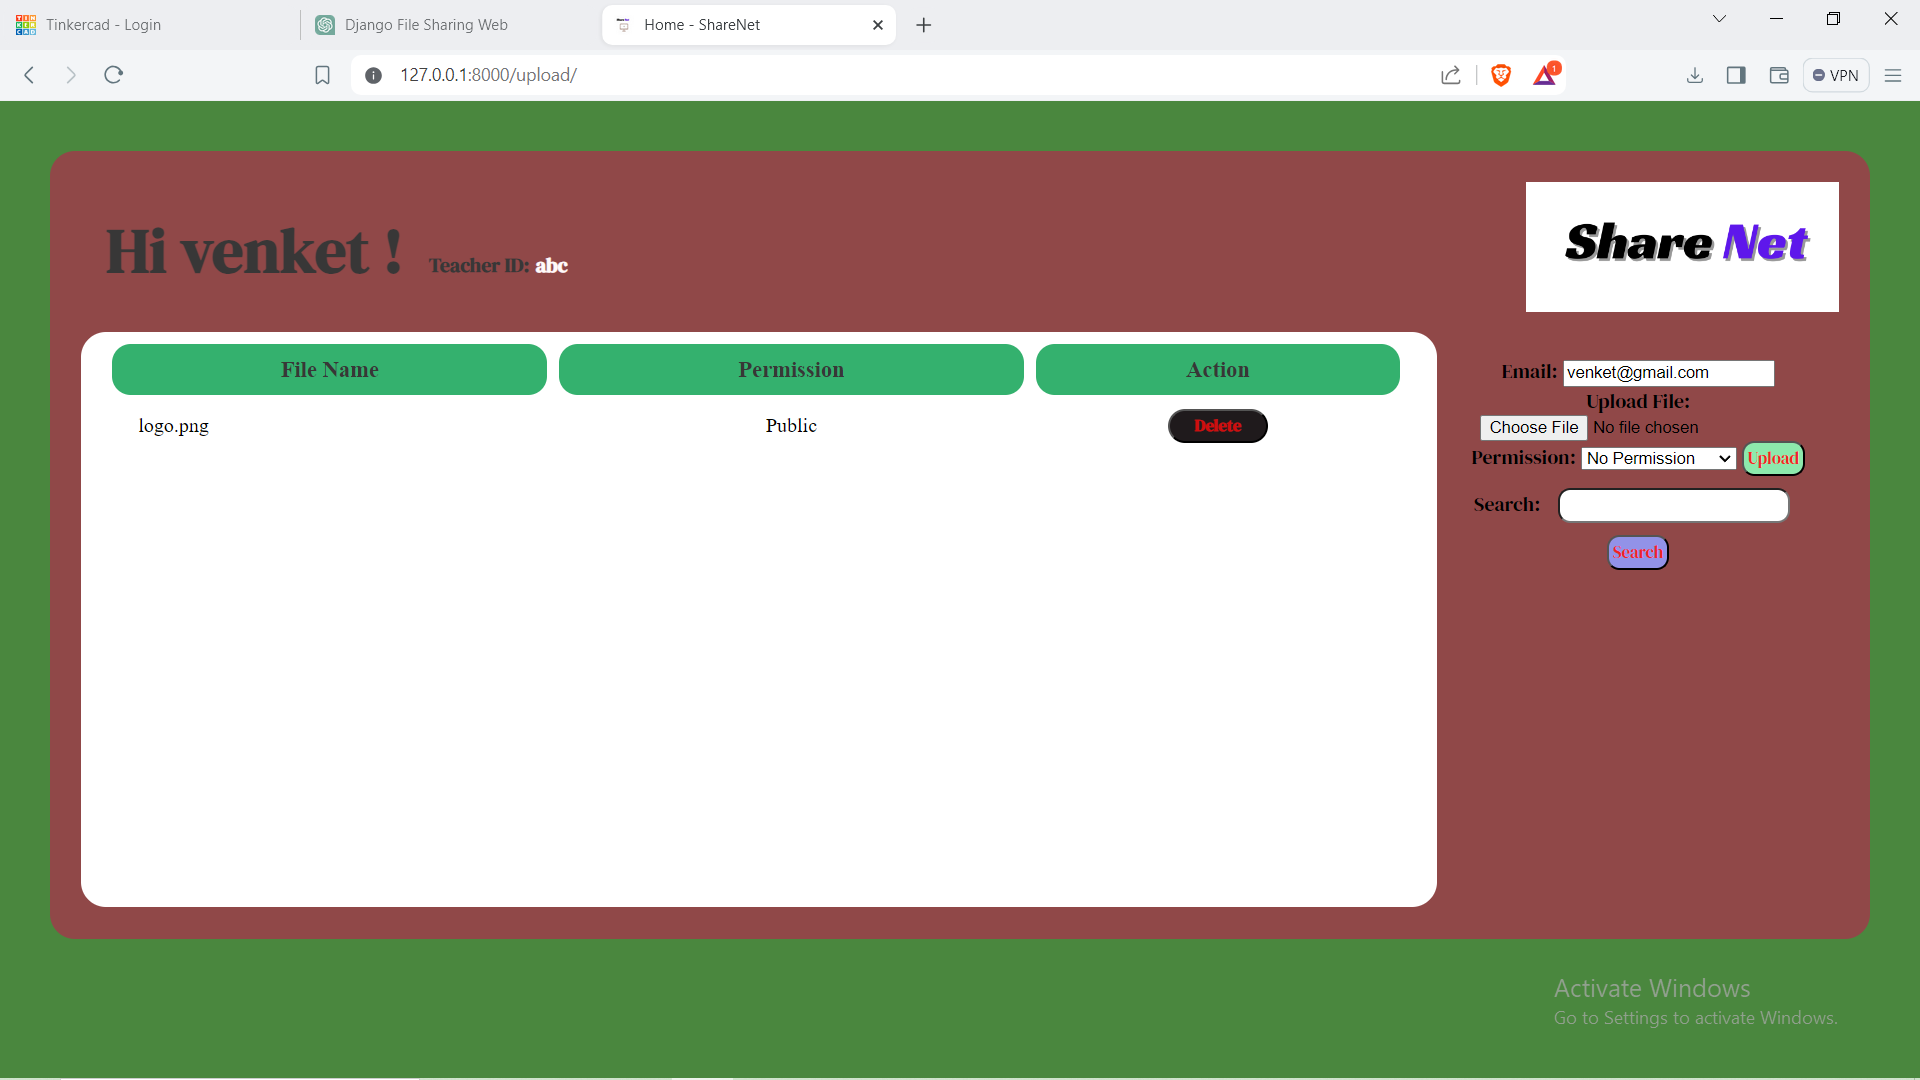 Tinkercad - Login
Django File Sharing Web
Home - ShareNet
127.0.0.1:8000/upload/
1
VPN
Hi venket !
Teacher ID: abc
Share Net
File Name
Permission
Action
logo.png
Public
Delete
Email: venket@gmail.com
Upload File:
Choose File No file chosen
Permission: No Permission Upload
Search:
Search
Activate Windows
Go to Settings to activate Windows.